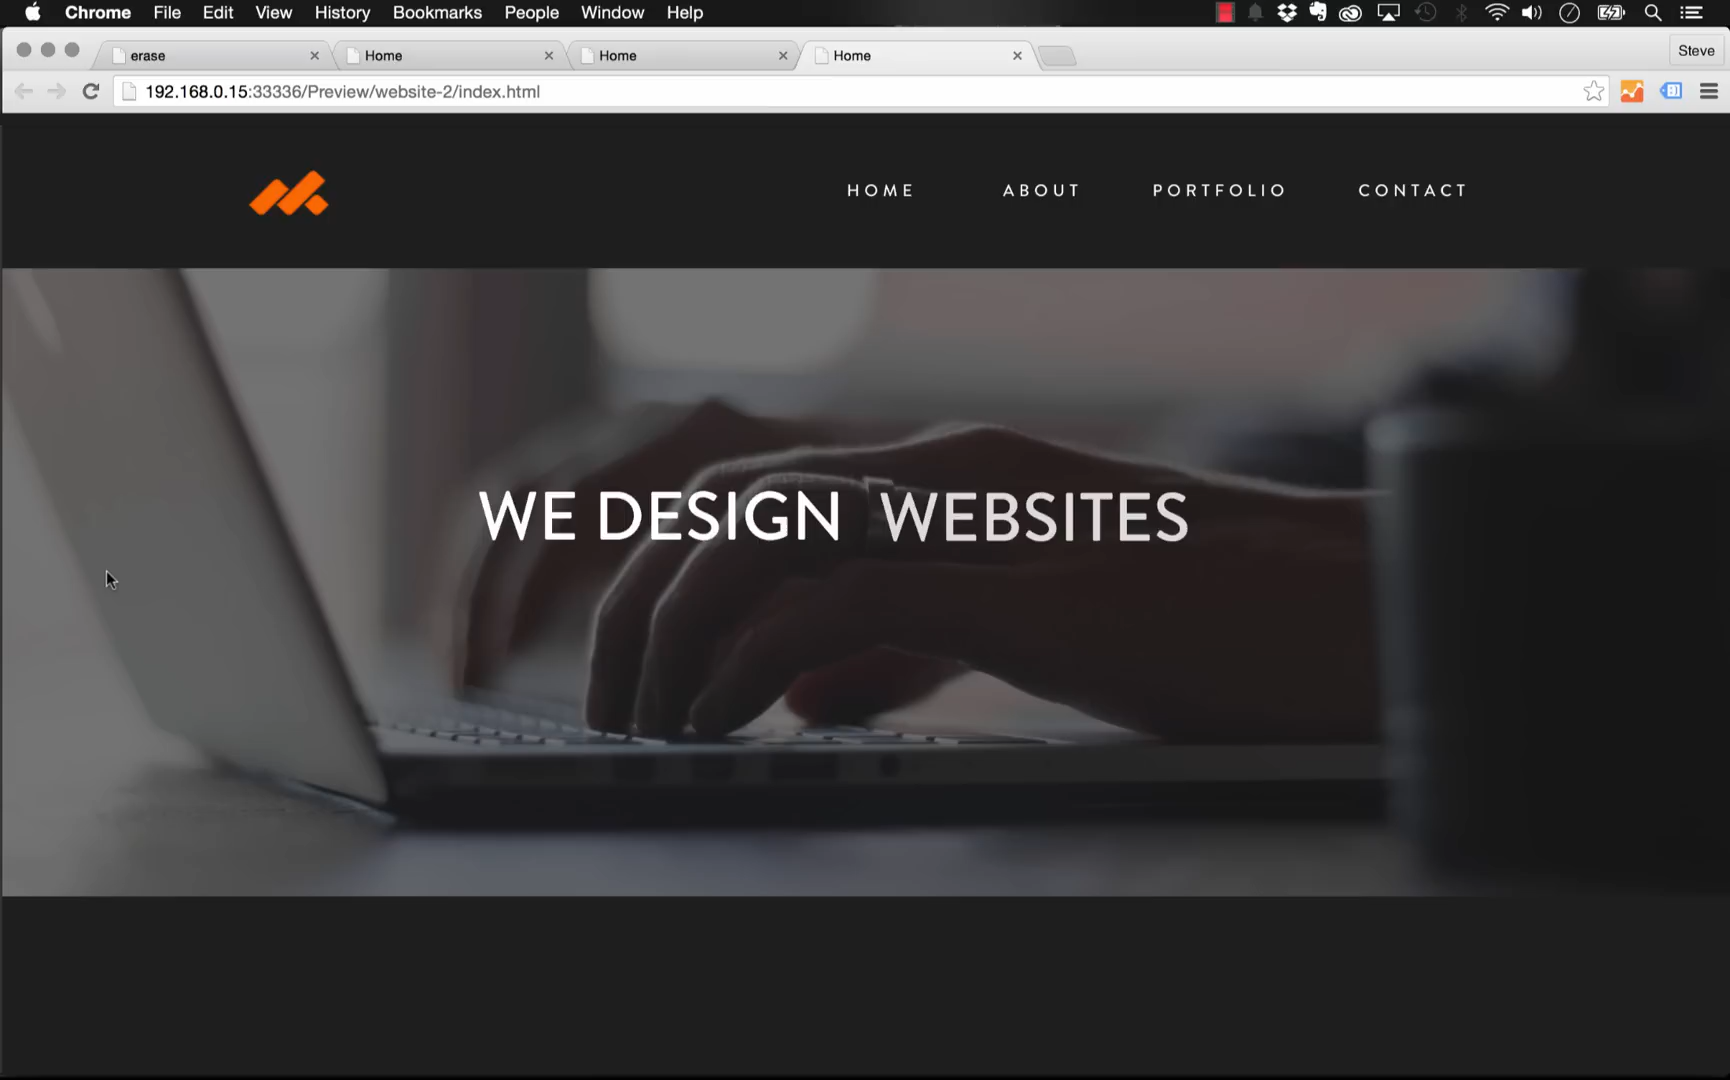 Chrome File Edit View History Bookmarks People Window Help
erase Home Home Home Steve
192.168.0.15:33336/Preview/website-2/index.html
HOME ABOUT PORTFOLIO CONTACT
WE DESIGN WEBSITES